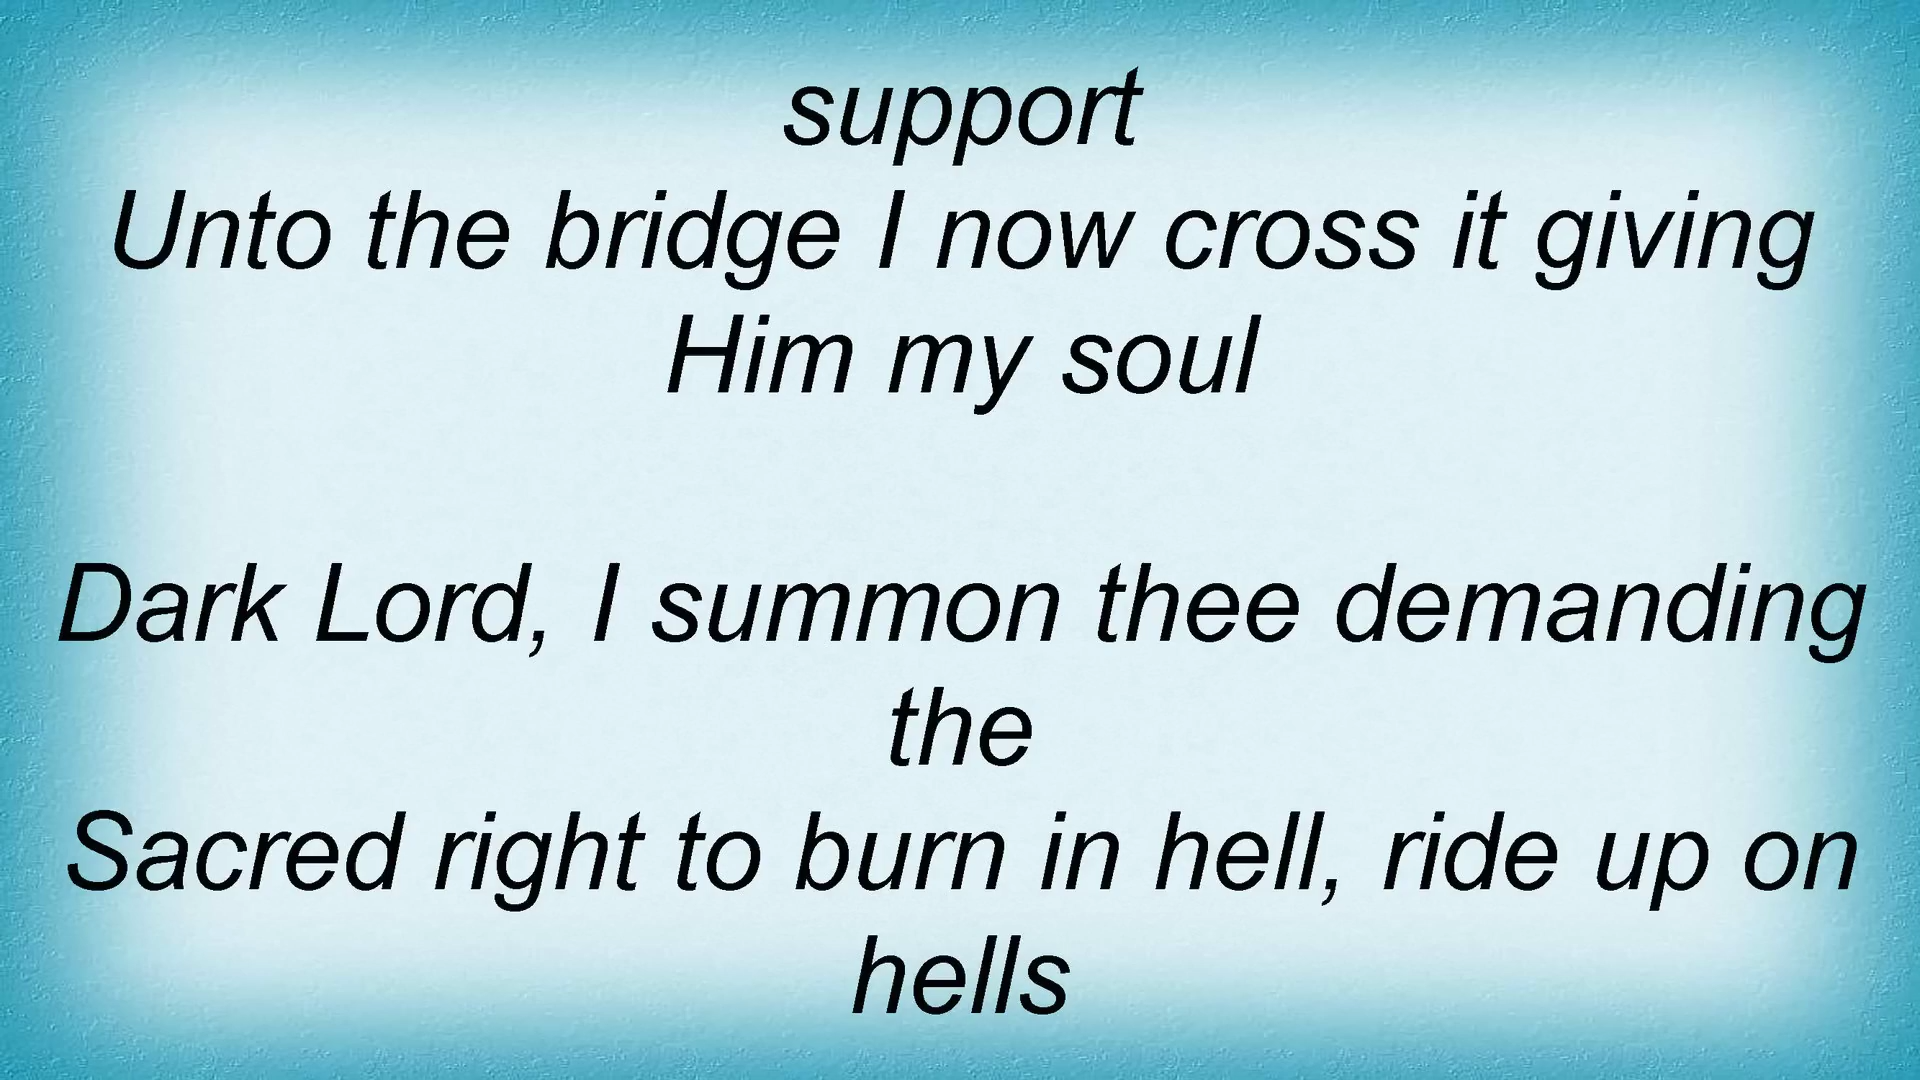 support
Unto the bridge I now cross it giving
Him my soul
Dark Lord, I summon thee demanding
the
Sacred right to burn in hell, ride up on
hells